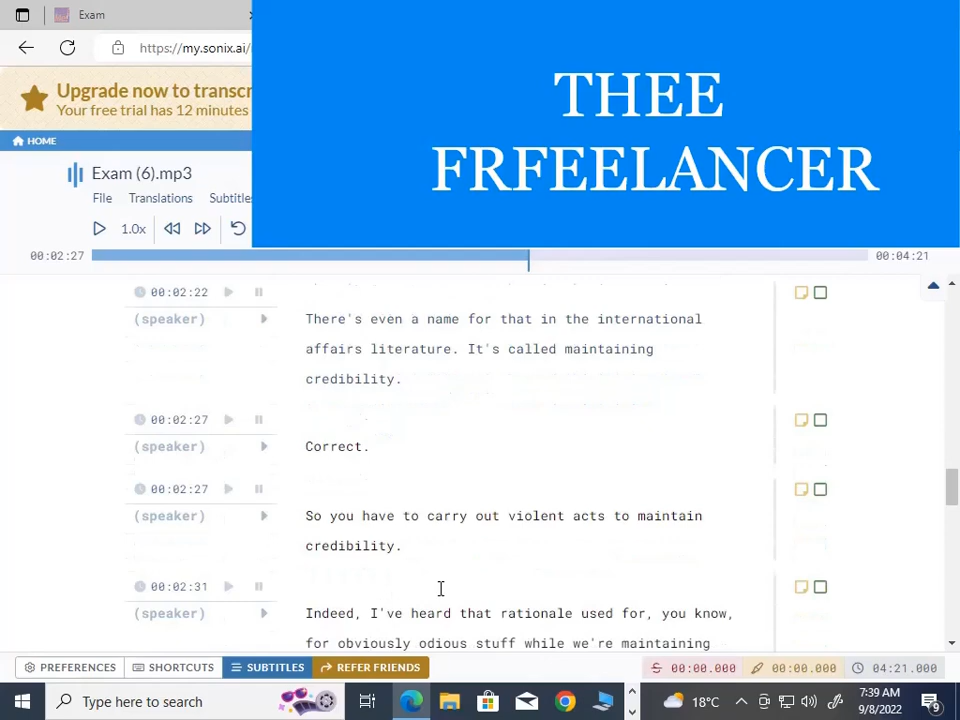 Exam
https://my.sonix.ai/
Upgrade now to transcr
Your free trial has 12 minutes
HOME
THEE
FRFEELANCER
Exam (6).mp3
File Translations Subtitles
1.0x
00:02:27
00:04:21
00:02:22
(speaker)
There's even a name for that in the international
affairs literature. It's called maintaining
credibility.
00:02:27
(speaker)
Correct.
00:02:27
(speaker)
So you have to carry out violent acts to maintain
credibility.
00:02:31
(speaker)
Indeed, I've heard that rationale used for, you know,
for obviously odious stuff while we're maintaining
PREFERENCES SHORTCUTS SUBTITLES REFER FRIENDS
00:00.000 00:00.000 04:21.000
Type here to search
18°C
7:39 AM
9/8/2022
9